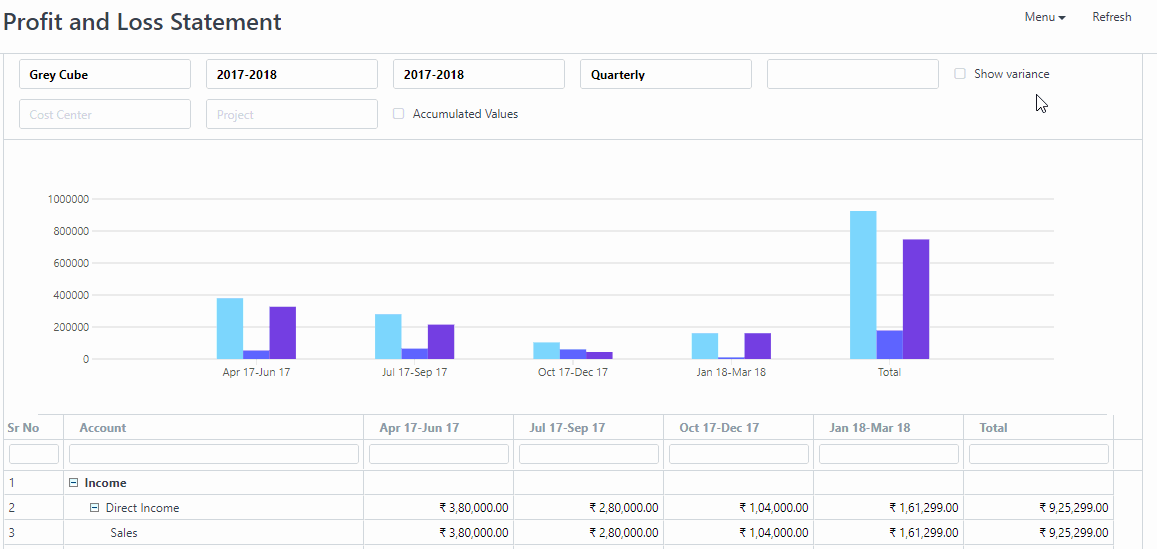 Profit and Loss Statement
Menu Refresh
Grey Cube 2017-2018 2017-2018 Quarterly Show variance
Cost Center Project Accumulated Values
1000000
800000
600000
400000
200000
0
Apr 17-Jun 17 Jul 17-Sep 17 Oct 17-Dec 17 Jan 18-Mar 18 Total
Sr No Account Apr 17-Jun 17 Jul 17-Sep 17 Oct 17-Dec 17 Jan 18-Mar 18 Total
1 Income
2 Direct Income ₹ 3,80,000.00 ₹ 2,80,000.00 ₹ 1,04,000.00 ₹ 1,61,299.00 ₹ 9,25,299.00
3 Sales ₹ 3,80,000.00 ₹ 2,80,000.00 ₹ 1,04,000.00 ₹ 1,61,299.00 ₹ 9,25,299.00